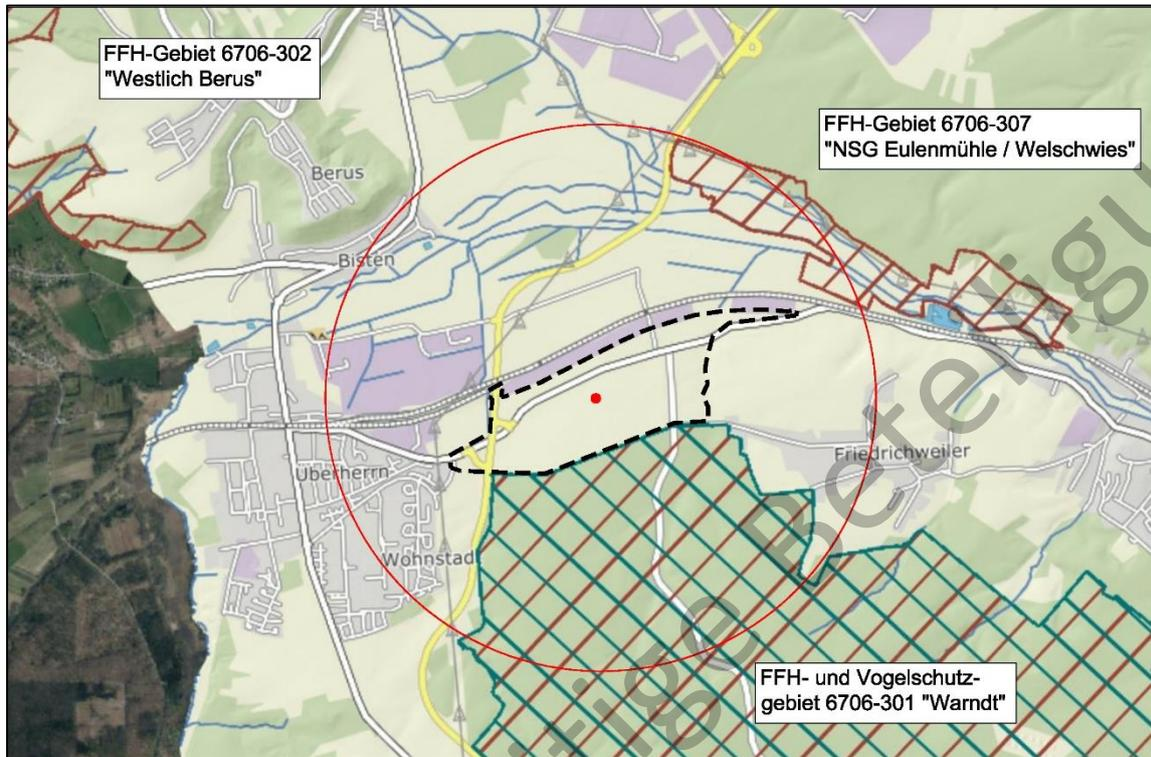 FFH-Gebiet 6706-302
"Westlich Berus"
FFH-Gebiet 6706-307
"NSG Eulenmühle / Welschwies"
Berus
Bisten
Überherrn
Friedrichweiler
Wohnstad
FFH- und Vogelschutz-
gebiet 6706-301 "Warndt"